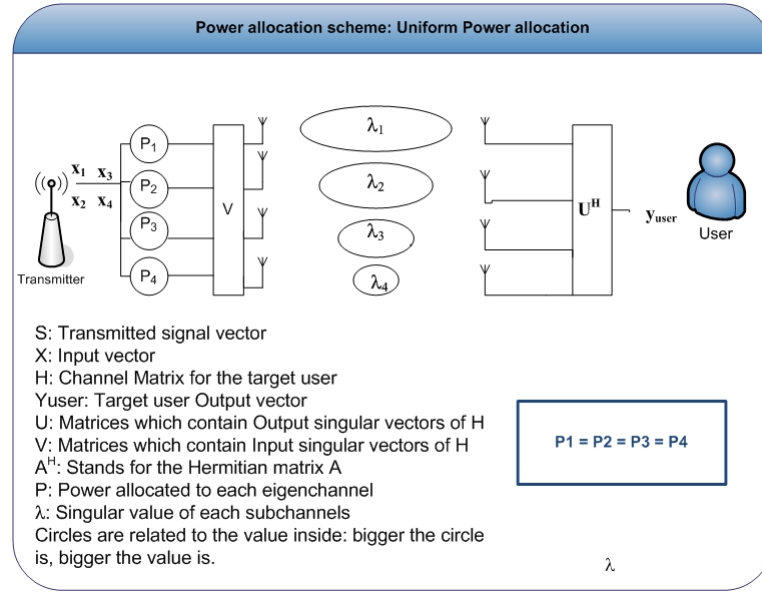 Power allocation scheme: Uniform Power allocation
P₁
λ₁
x₁ x₃
P₂
λ₂
x₂ x₄
V
Uᴴ
y_user
P₃
λ₃
User
P₄
λ₄
Transmitter
S: Transmitted signal vector
X: Input vector
H: Channel Matrix for the target user
Yuser: Target user Output vector
U: Matrices which contain Output singular vectors of H
V: Matrices which contain Input singular vectors of H
Aᴴ: Stands for the Hermitian matrix A
P: Power allocated to each eigenchannel
λ: Singular value of each subchannels
Circles are related to the value inside: bigger the circle
is, bigger the value is.
P1 = P2 = P3 = P4
λ